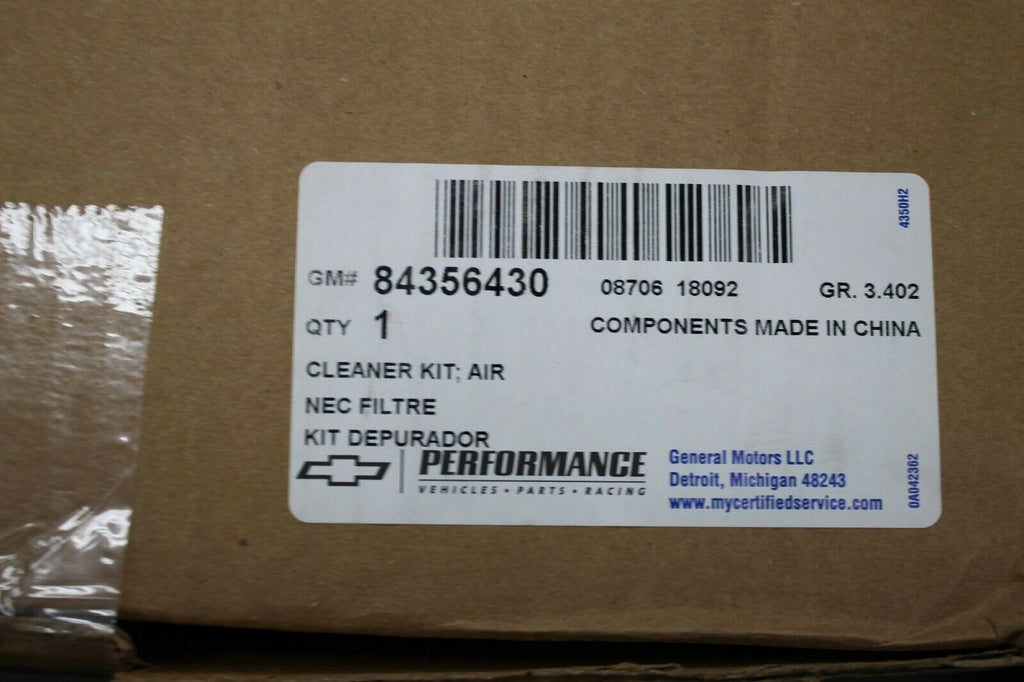 4350H2
GM# 84356430 08706 18092 GR. 3.402
QTY 1 COMPONENTS MADE IN CHINA
CLEANER KIT; AIR
NEC FILTRE
KIT DEPURADOR
PERFORMANCE
VEHICLES • PARTS • RACING
General Motors LLC
Detroit, Michigan 48243
www.mycertifiedservice.com
0A042362